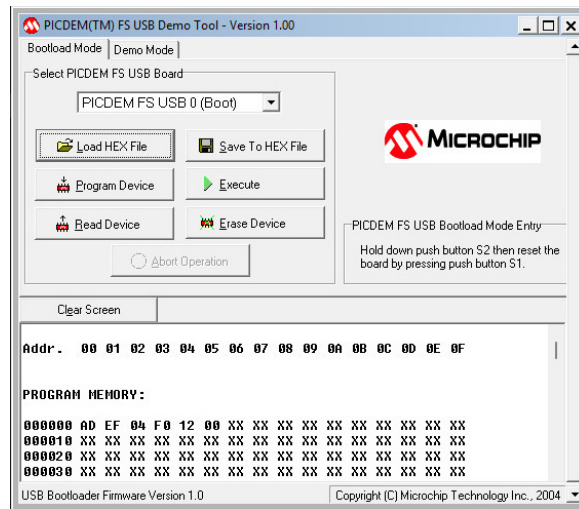 PICDEM(TM) FS USB Demo Tool - Version 1.00
Bootload Mode Demo Mode
Select PICDEM FS USB Board
PICDEM FS USB 0 (Boot)
Load HEX File Save To HEX File
MICROCHIP
Program Device Execute
Read Device Erase Device
Abort Operation
PICDEM FS USB Bootload Mode Entry
Hold down push button S2 then reset the
board by pressing push button S1.
Clear Screen
Addr. 00 01 02 03 04 05 06 07 08 09 0A 0B 0C 0D 0E 0F
PROGRAM MEMORY:
000000 AD EF 04 F0 12 00 XX XX XX XX XX XX XX XX XX XX
000010 XX XX XX XX XX XX XX XX XX XX XX XX XX XX XX XX
000020 XX XX XX XX XX XX XX XX XX XX XX XX XX XX XX XX
000030 XX XX XX XX XX XX XX XX XX XX XX XX XX XX XX XX
USB Bootloader Firmware Version 1.0 Copyright (C) Microchip Technology Inc., 2004